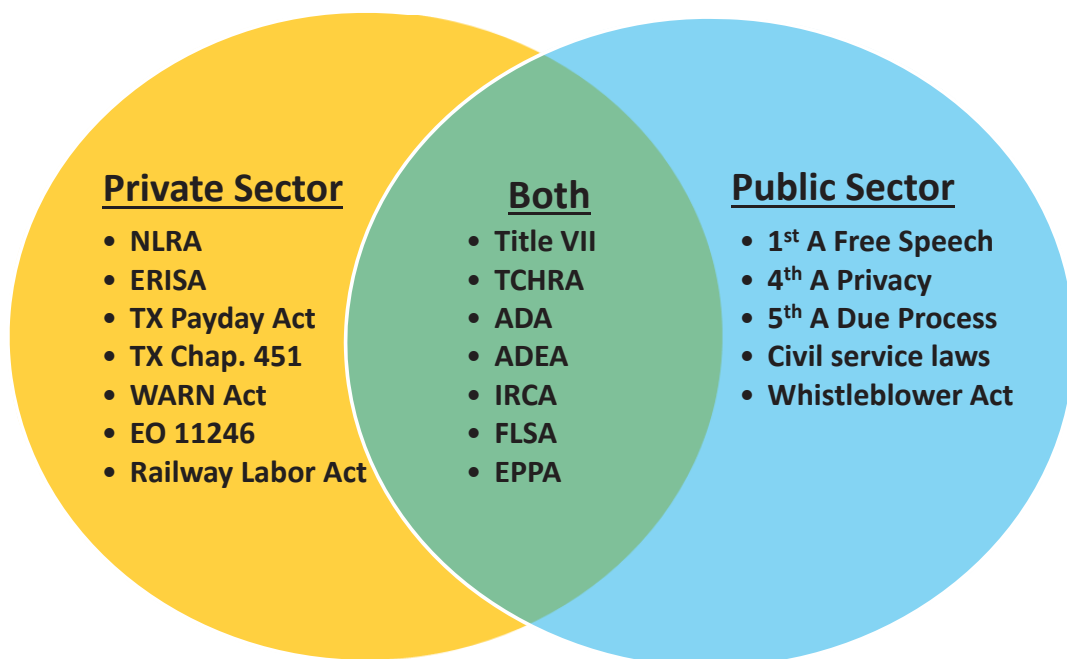 Private Sector
• NLRA
• ERISA
• TX Payday Act
• TX Chap. 451
• WARN Act
• EO 11246
• Railway Labor Act
Both
• Title VII
• TCHRA
• ADA
• ADEA
• IRCA
• FLSA
• EPPA
Public Sector
• 1st A Free Speech
• 4th A Privacy
• 5th A Due Process
• Civil service laws
• Whistleblower Act